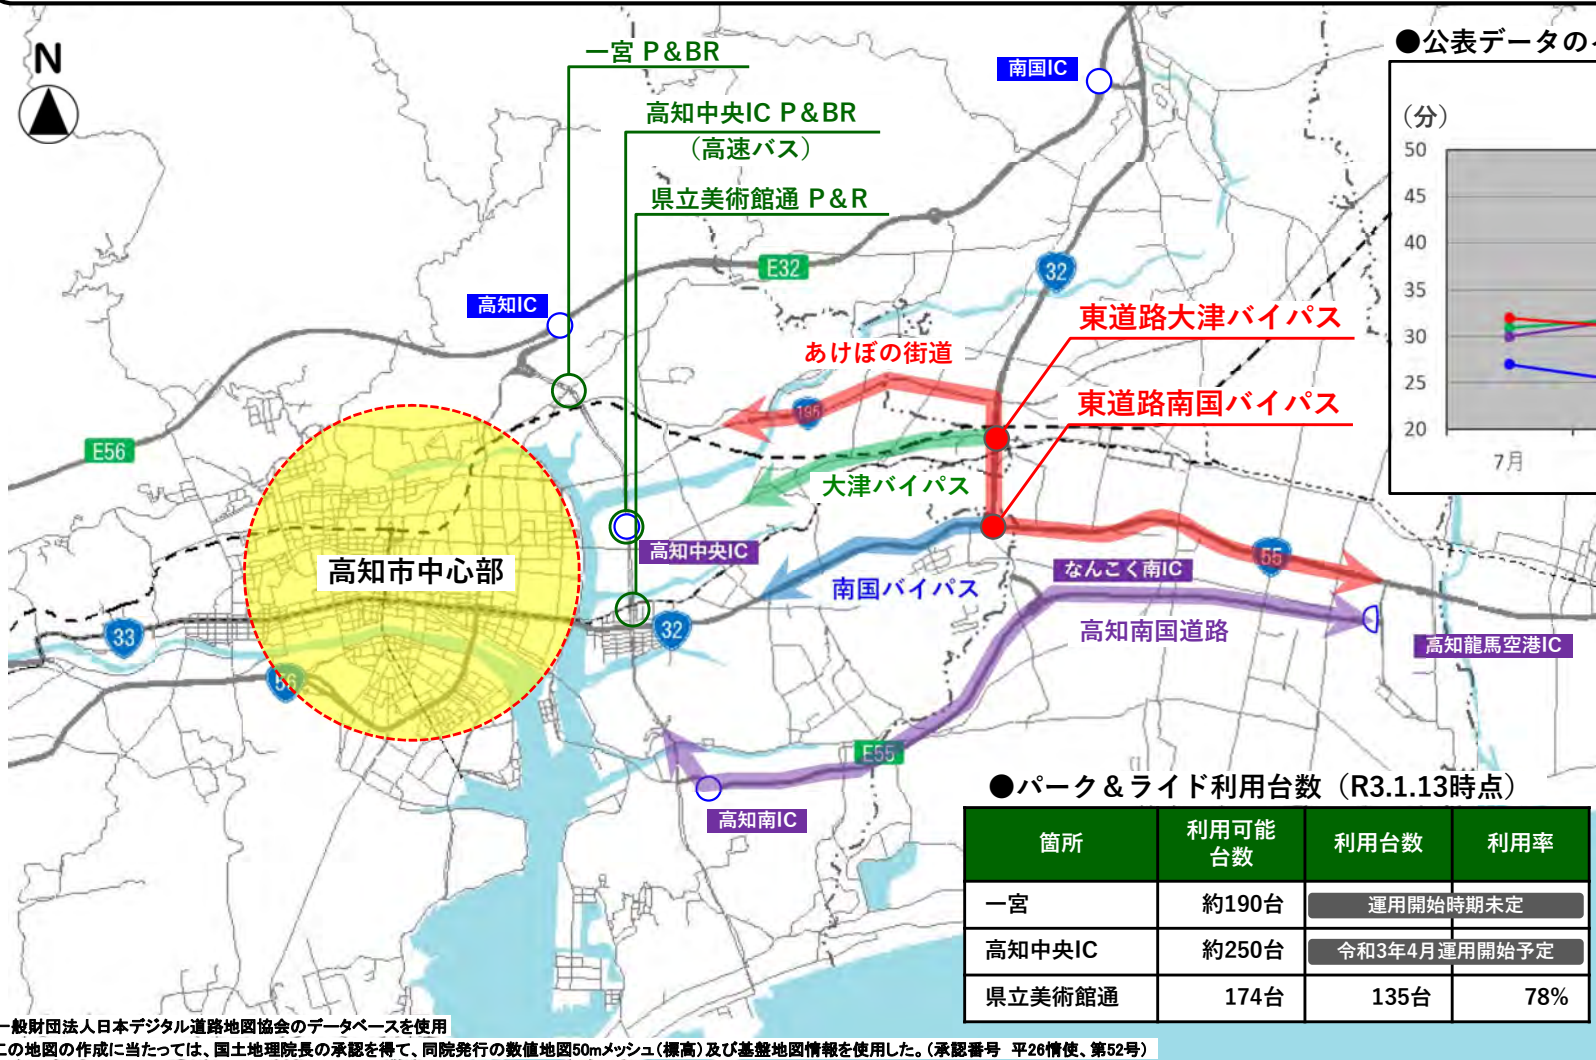 ●公表データの
N
一宮 P&BR
南国IC
高知中央IC P&BR
（高速バス）
県立美術館通 P&R
（分）
50
45
40
35
30
25
20
7月
E32
32
高知IC
東道路大津バイパス
あけぼの街道
東道路南国バイパス
195
E56
大津バイパス
高知中央IC
高知市中心部
なんこく南IC
55
南国バイパス
33
32
高知南国道路
高知龍馬空港IC
56
E55
高知南IC
●パーク＆ライド利用台数（R3.1.13時点）
箇所 利用可能台数 利用台数 利用率
一宮 約190台 運用開始時期未定
高知中央IC 約250台 令和3年4月運用開始予定
県立美術館通 174台 135台 78%
一般財団法人日本デジタル道路地図協会のデータベースを使用
この地図の作成に当たっては、国土地理院長の承認を得て、同院発行の数値地図50mメッシュ（標高）及び基盤地図情報を使用した。（承認番号 平26情使、第52号）